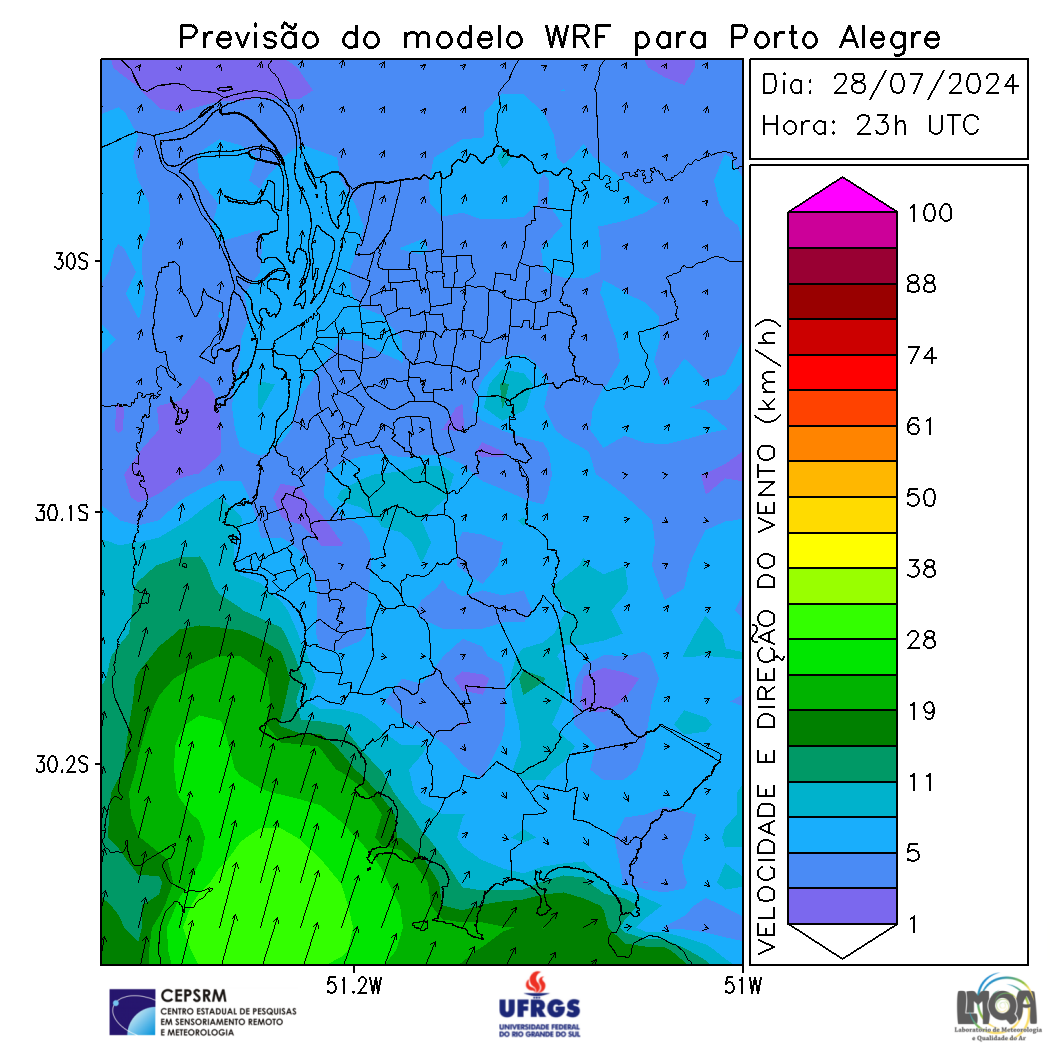 Previsão do modelo WRF para Porto Alegre
Dia: 28/07/2024
Hora: 23h UTC
30S
30.1S
30.2S
51.2W
51W
VELOCIDADE E DIREÇÃO DO VENTO (km/h)
100
88
74
61
50
38
28
19
11
5
1
CEPSRM
CENTRO ESTADUAL DE PESQUISAS
EM SENSORIAMENTO REMOTO
E METEOROLOGIA
UFRGS
UNIVERSIDADE FEDERAL
DO RIO GRANDE DO SUL
LMQA
Laboratório de Meteorologia
e Qualidade do Ar